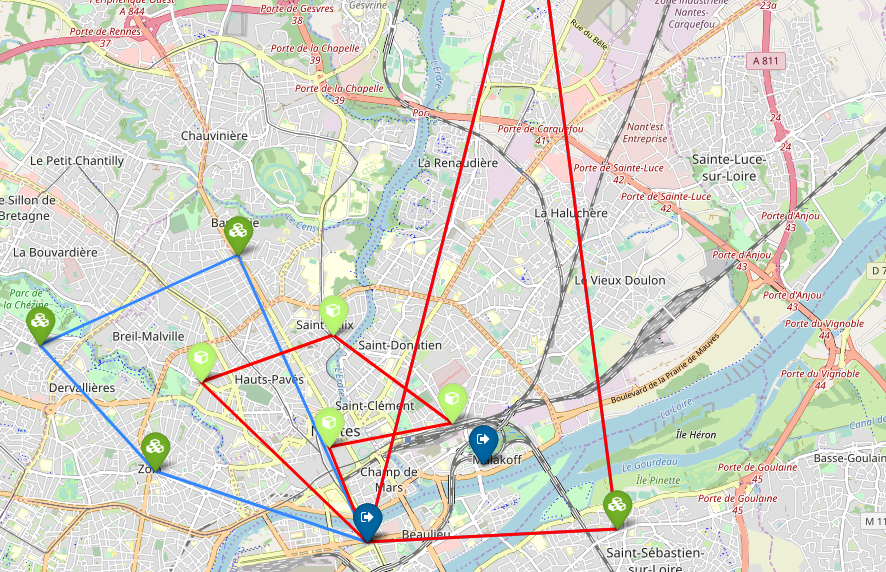 Périphérique Ouest
A 844
Porte de Gesvres
38
Gesvrine
Zone Industrielle
Nantes-
Carquefou
23a
Porte de Rennes
37
Porte de la Chapelle
39
Rue du Bêle
A 811
L'Erdre
Porte de la Chapelle
39
Por
24
Chauvinière
Porte de Carquefou
41
Nant'est
Entreprise
Le Petit Chantilly
La Renaudière
Porte de Sainte-Luce
42
Sainte-Luce-
sur-Loire
Porte de Sainte-Luce
42
e Sillon de
Bretagne
Le Cens
La Haluchère
Porte d'Anjou
43
La Bouvardière
Porte d'Anjou
43
D 7
Parc de
la Chézine
Le Vieux Doulon
Porte d'Anjou
43
Breil-Malville
Saint-Donatien
Porte du Vignoble
44
Dervallières
Hauts-Pavés
Porte du Vignoble
44
Boulevard de la Prairie de Mauves
La Loire
Saint-Clément
Île Héron
Canal de
Champ de
Mars
Malakoff
Le Gourdeau
Île Pinette
Porte de Goulaine
45
Basse-Goulain
Porte de Goulaine
45
Beaulieu
M 11
Saint-Sébastien-
sur-Loire